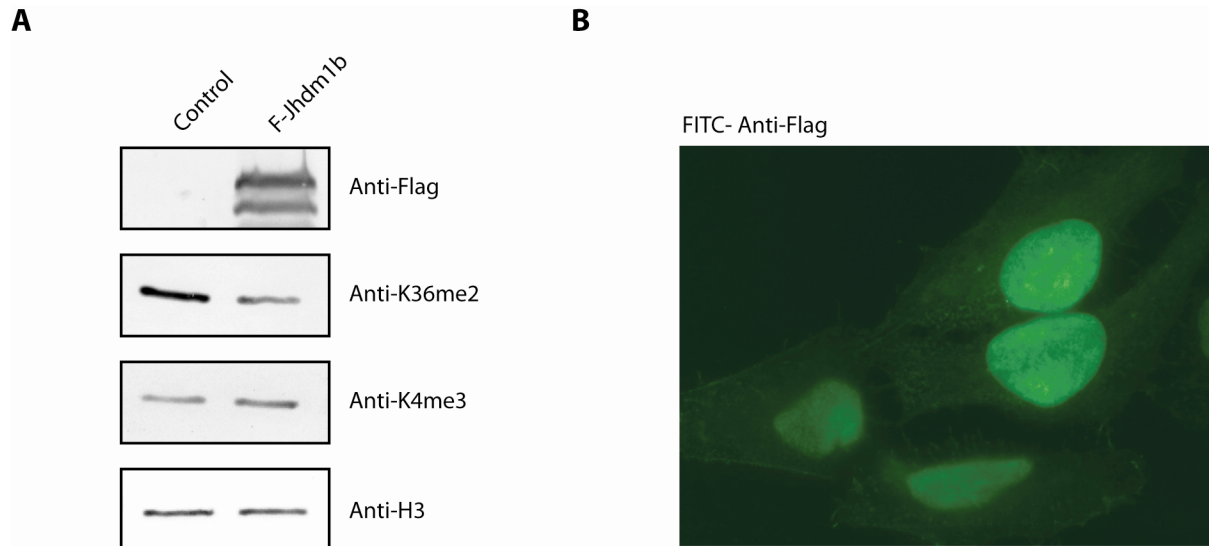 A
B
Control
F-Jhdm1b
Anti-Flag
Anti-K36me2
Anti-K4me3
Anti-H3
FITC- Anti-Flag